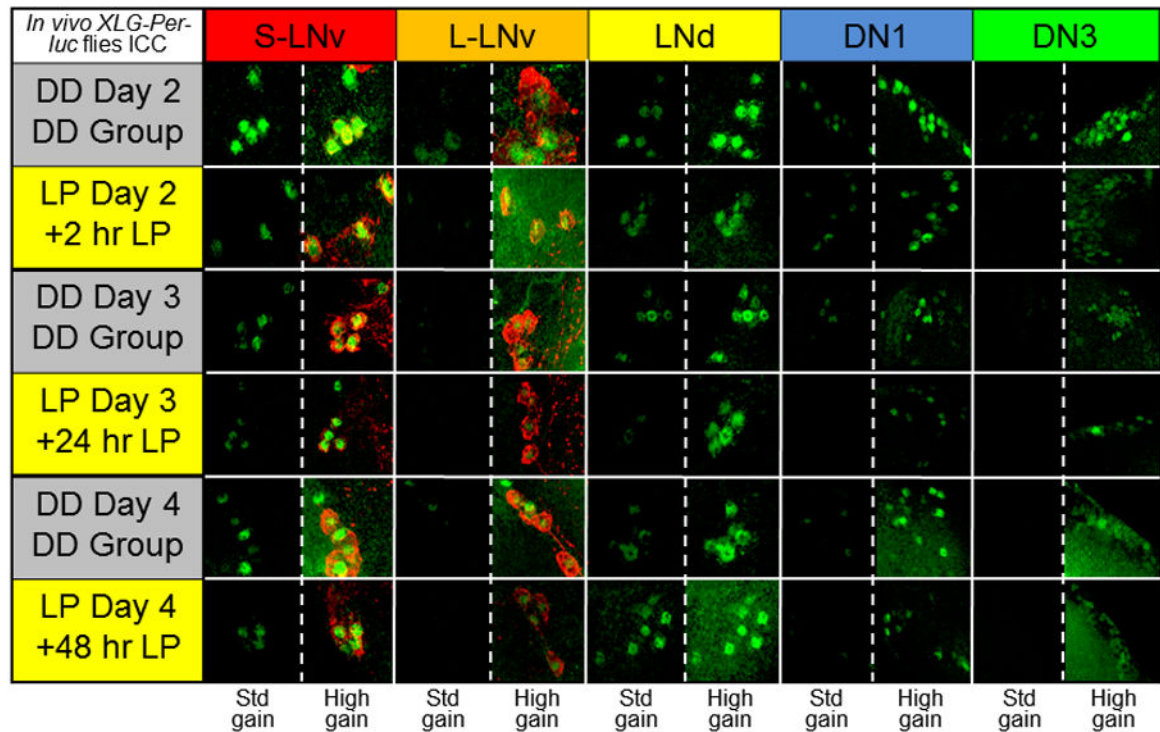 In vivo XLG-Per-
luc flies ICC
S-LNv
L-LNv
LNd
DN1
DN3
DD Day 2
DD Group
LP Day 2
+2 hr LP
DD Day 3
DD Group
LP Day 3
+24 hr LP
DD Day 4
DD Group
LP Day 4
+48 hr LP
Std
gain
High
gain
Std
gain
High
gain
Std
gain
High
gain
Std
gain
High
gain
Std
gain
High
gain